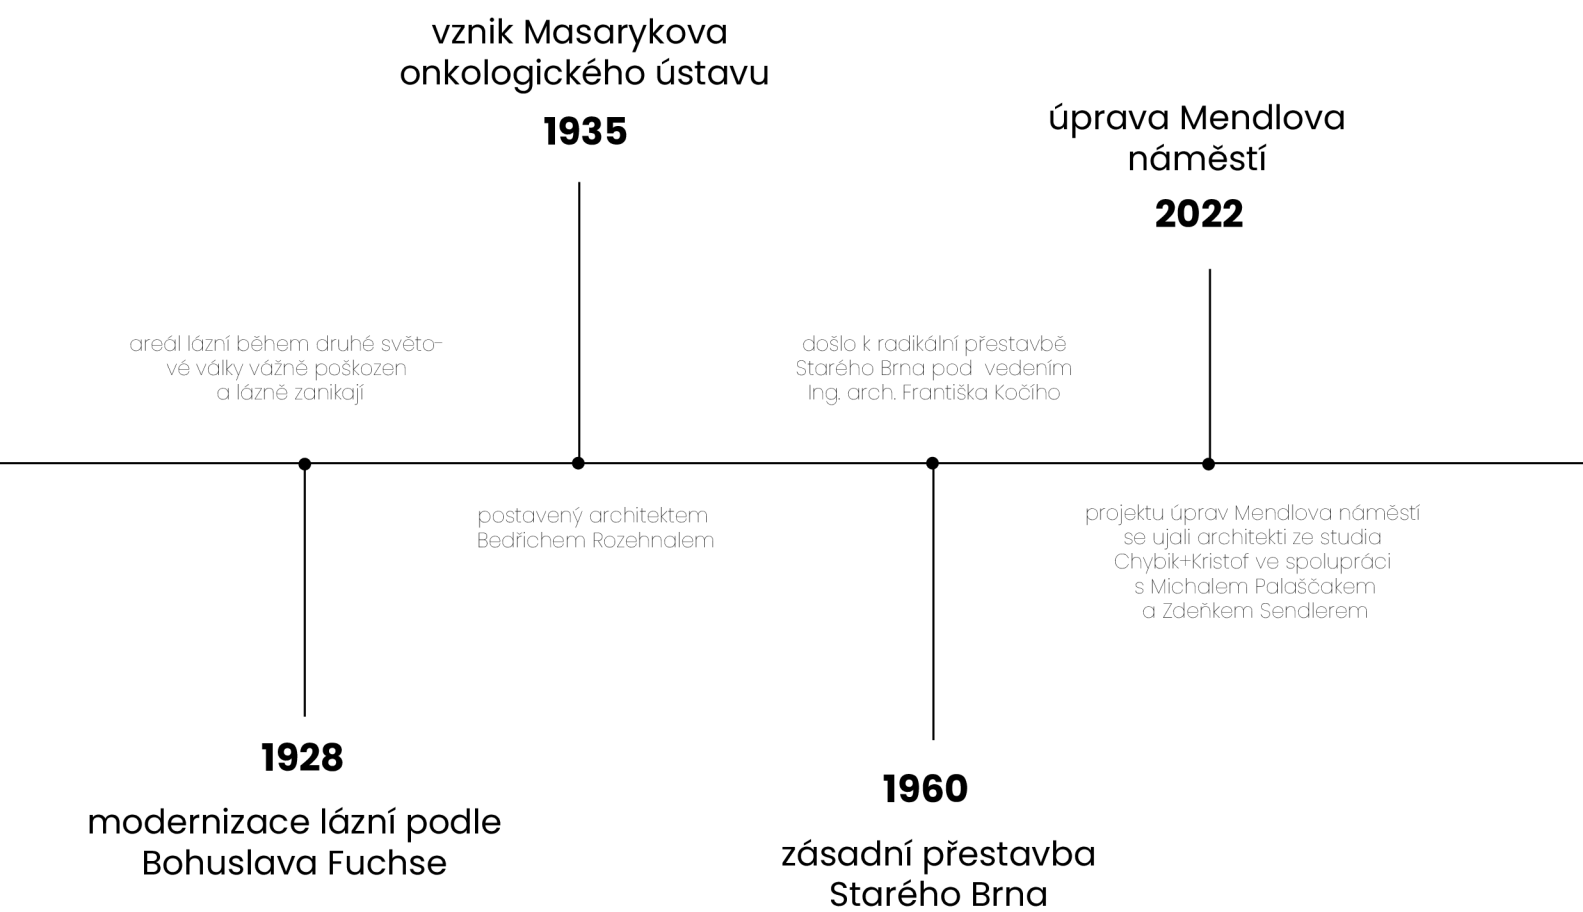 vznik Masarykova
onkologického ústavu
1935
úprava Mendlova
náměstí
2022
areál lázní během druhé světo-
vé války vážně poškozen
a lázně zanikají
došlo k radikální přestavbě
Starého Brna pod  vedením
Ing. arch. Františka Kočího
postavený architektem
Bedřichem Rozehnalem
projektu úprav Mendlova náměstí
se ujali architekti ze studia
Chybik+Kristof ve spolupráci
s Michalem Palaščakem
a Zdeňkem Sendlerem
1928
modernizace lázní podle
Bohuslava Fuchse
1960
zásadní přestavba
Starého Brna